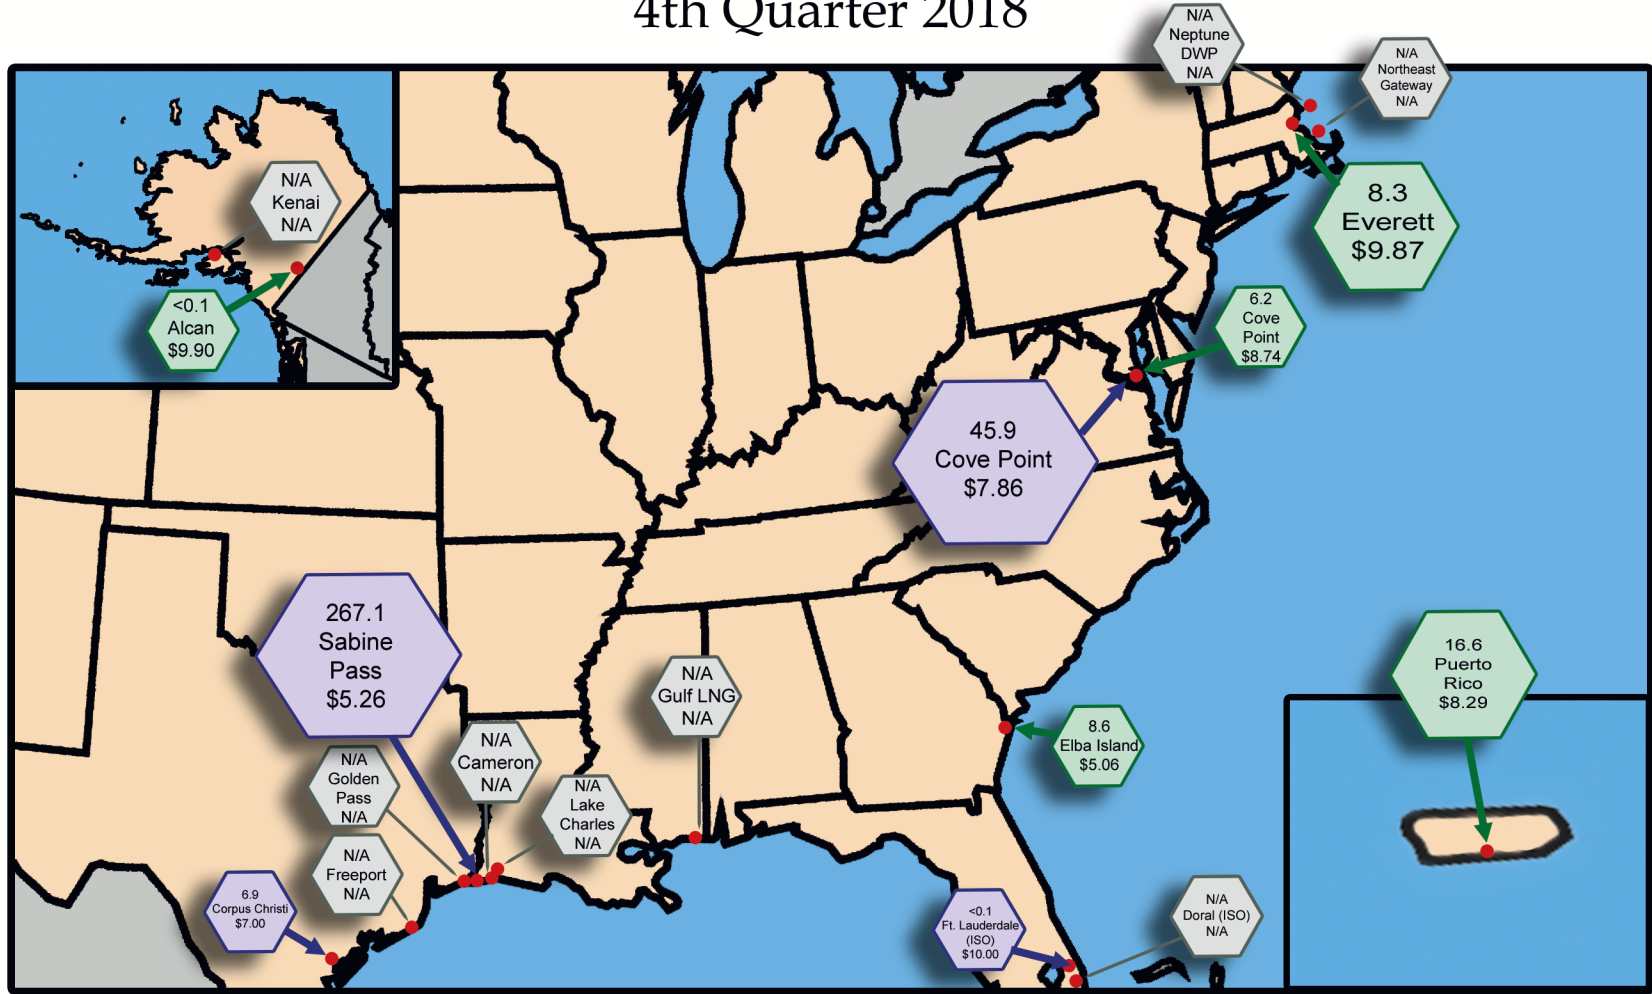 4th Quarter 2018
N/A
Neptune
DWP
N/A
N/A
Northeast
Gateway
N/A
N/A
Kenai
N/A
8.3
Everett
$9.87
<0.1
Alcan
$9.90
6.2
Cove
Point
$8.74
45.9
Cove Point
$7.86
267.1
Sabine
Pass
$5.26
N/A
Gulf LNG
N/A
16.6
Puerto
Rico
$8.29
8.6
Elba Island
$5.06
N/A
Golden
Pass
N/A
N/A
Cameron
N/A
N/A
Lake
Charles
N/A
N/A
Freeport
N/A
6.9
Corpus Christi
$7.00
<0.1
Ft. Lauderdale
(ISO)
$10.00
N/A
Doral (ISO)
N/A